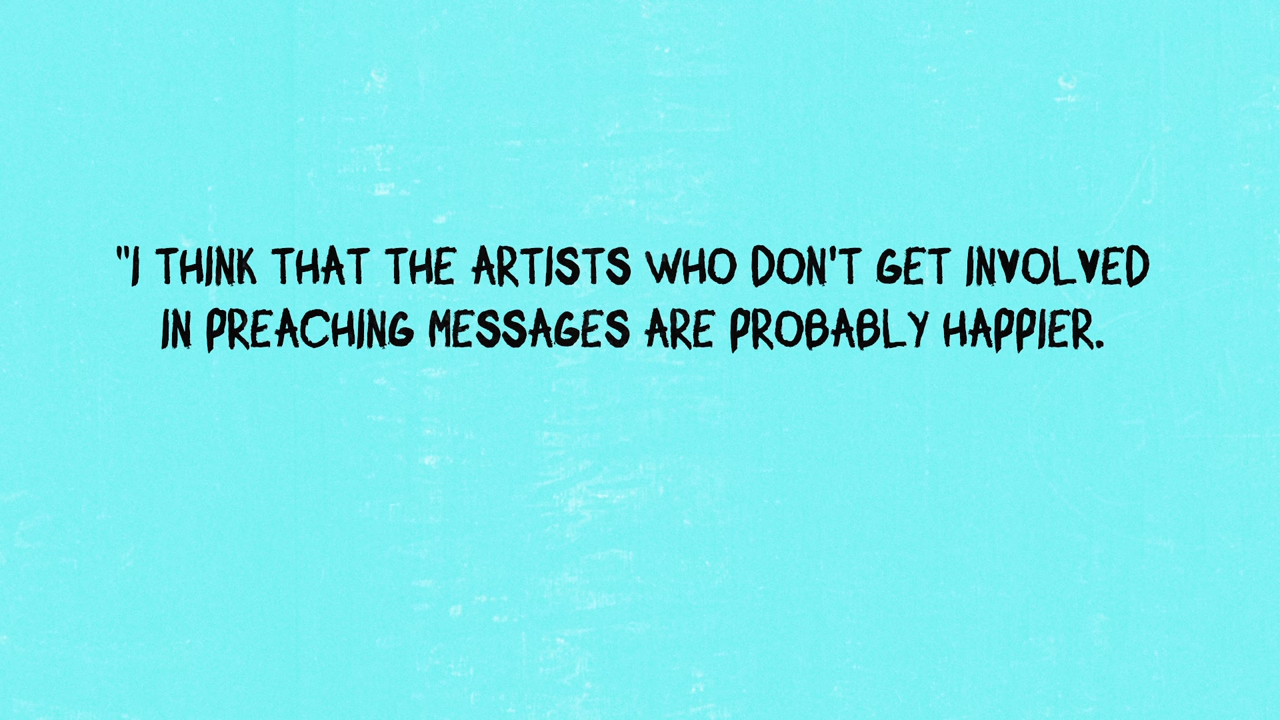 "I THINK THAT THE ARTISTS WHO DON'T GET INVOLVED
IN PREACHING MESSAGES ARE PROBABLY HAPPIER.